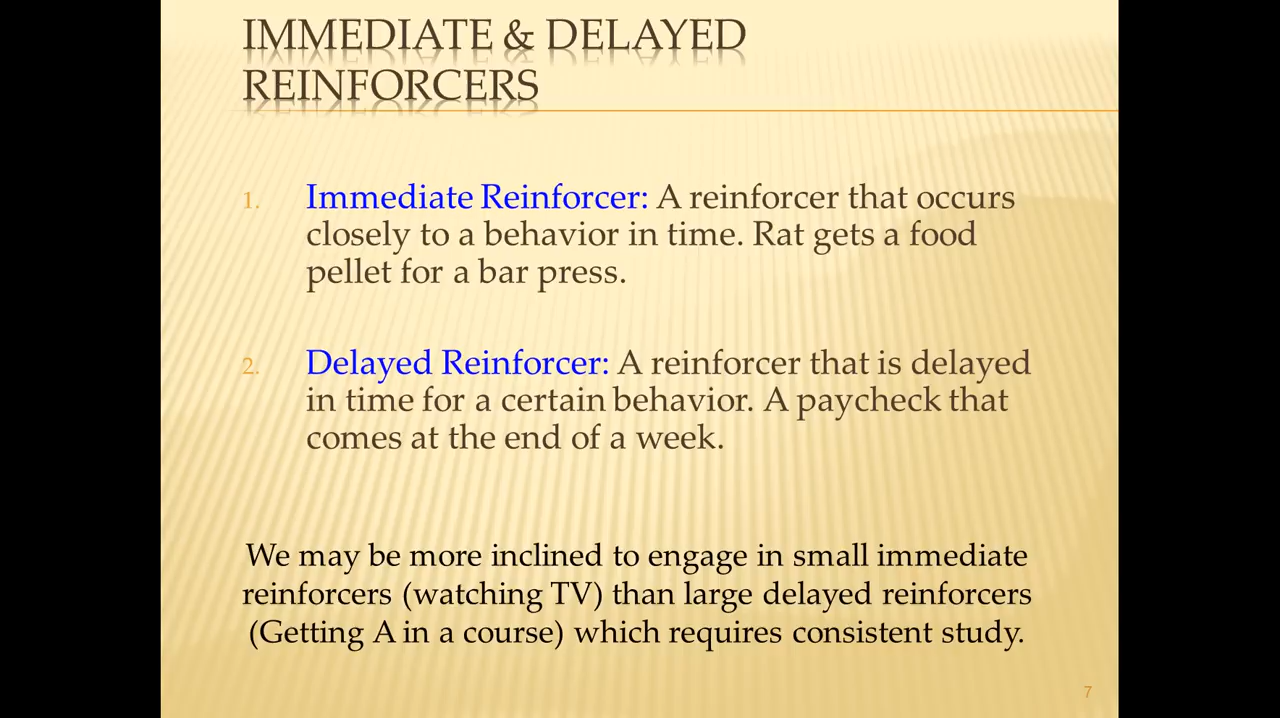 IMMEDIATE & DELAYED
REINFORCERS
1. Immediate Reinforcer: A reinforcer that occurs
closely to a behavior in time. Rat gets a food
pellet for a bar press.
2. Delayed Reinforcer: A reinforcer that is delayed
in time for a certain behavior. A paycheck that
comes at the end of a week.
We may be more inclined to engage in small immediate
reinforcers (watching TV) than large delayed reinforcers
(Getting A in a course) which requires consistent study.
7